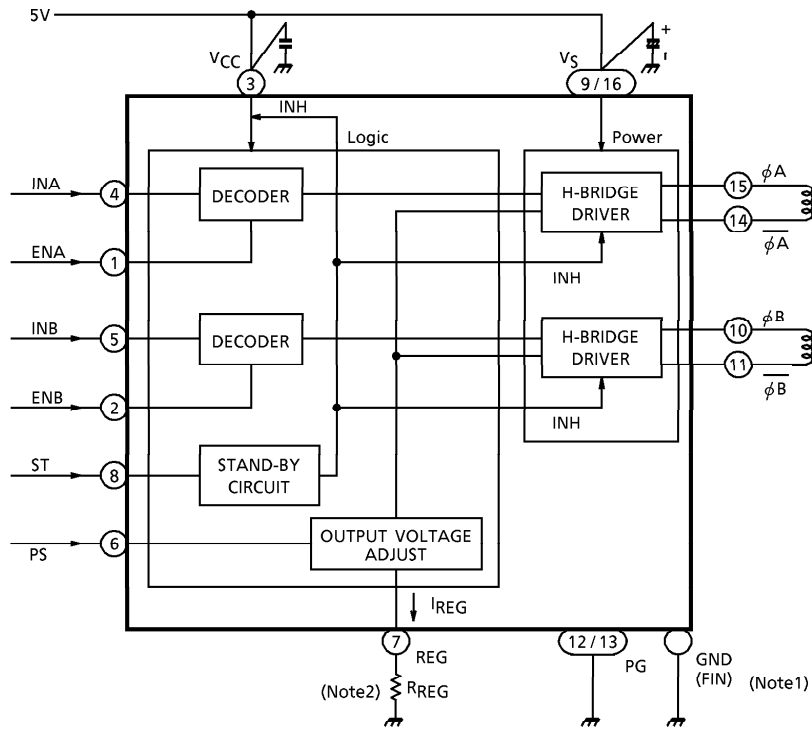 5V
VCC
+
VS
3
9 / 16
INH
Logic
Power
INA
4
DECODER
H-BRIDGE
DRIVER
15
ϕA
14
ϕA̅
ENA
1
INH
INB
5
DECODER
H-BRIDGE
DRIVER
10
ϕB
11
ϕB̅
ENB
2
INH
ST
8
STAND-BY
CIRCUIT
PS
6
OUTPUT VOLTAGE
ADJUST
IREG
7
REG
12 / 13
PG
GND
(FIN)
(Note1)
(Note2)
RREG